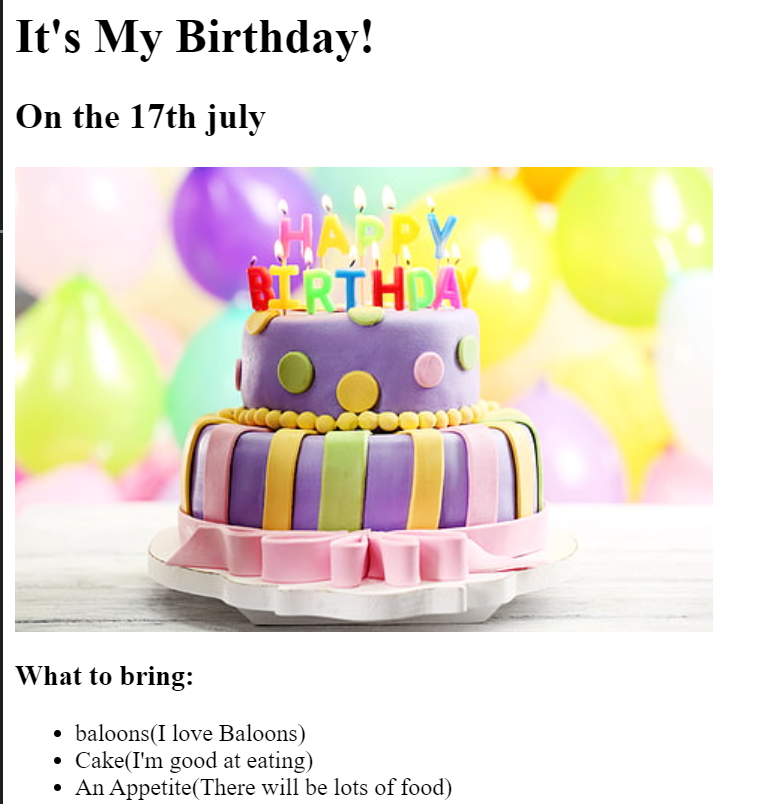 It's My Birthday!
On the 17th july
HAPPY
BIRTHDAY
What to bring:
baloons(I love Baloons)
Cake(I'm good at eating)
An Appetite(There will be lots of food)